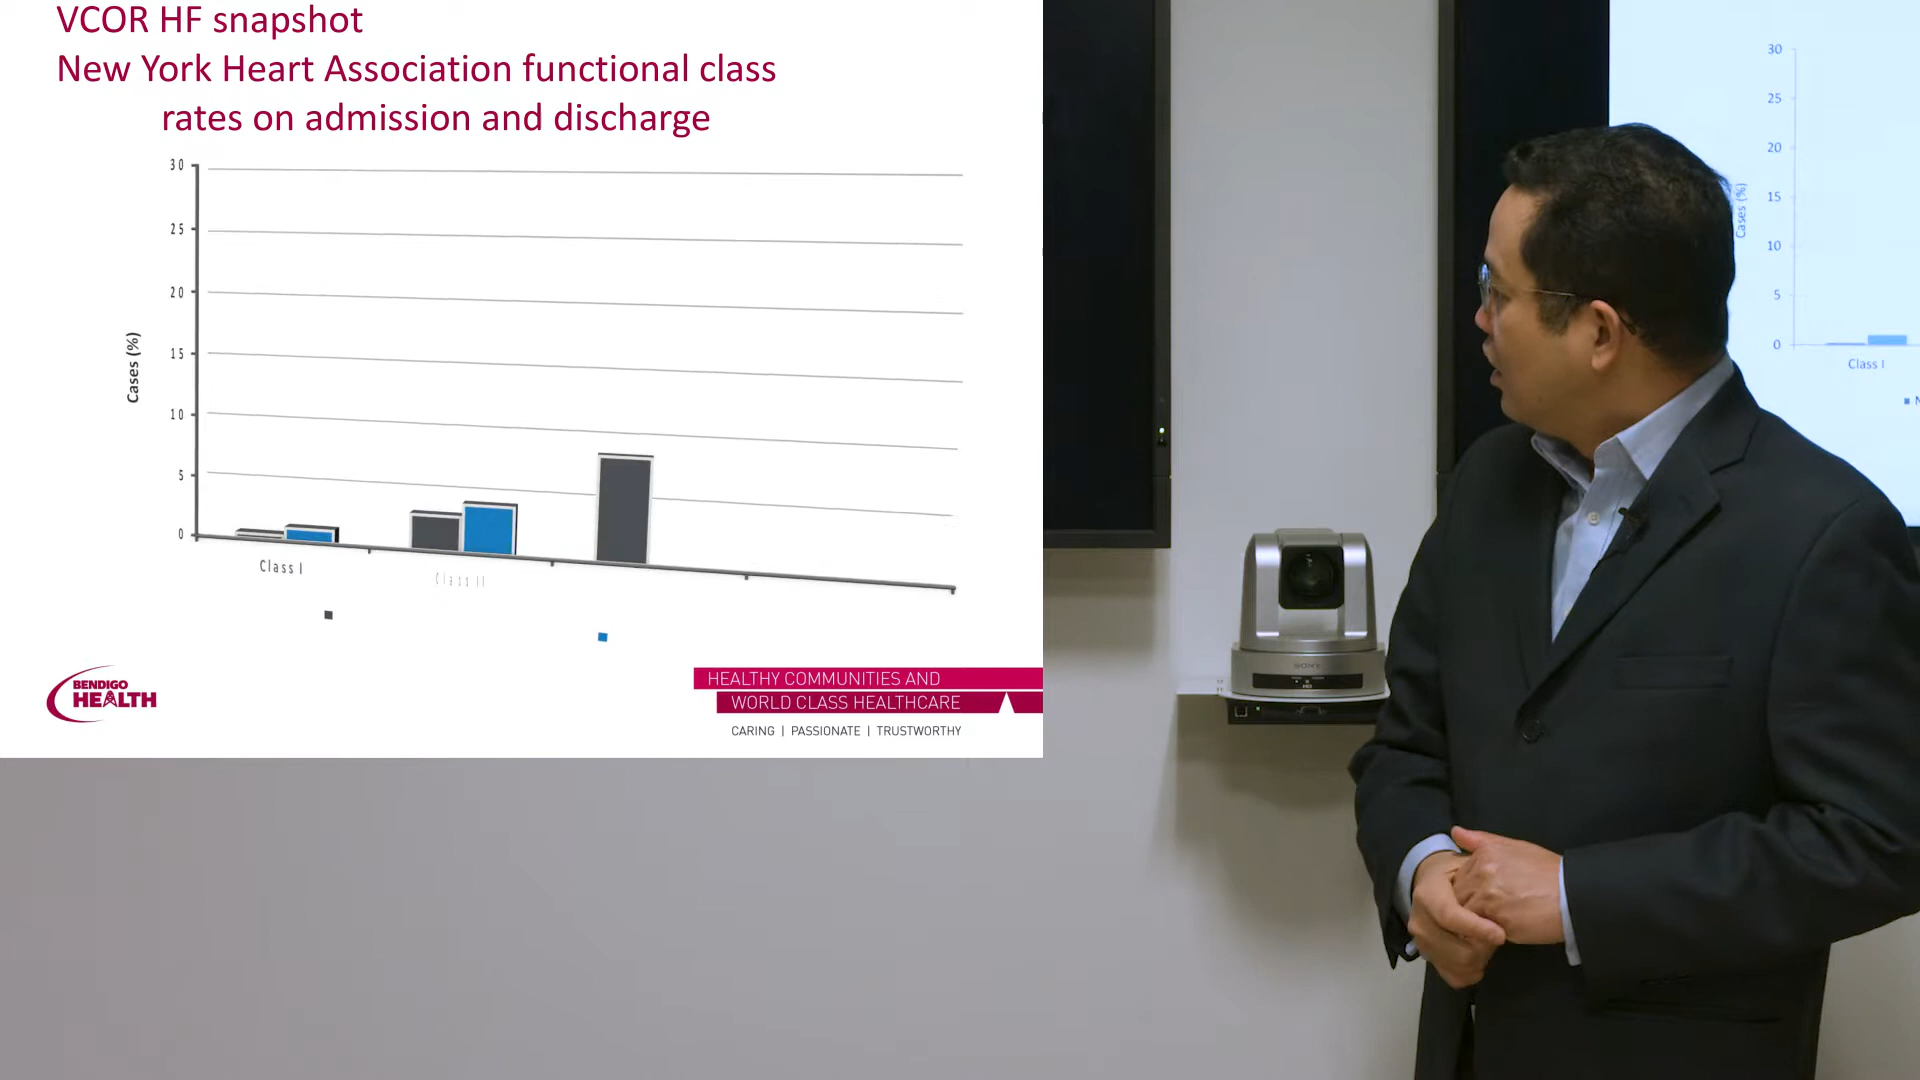 VCOR HF snapshot
New York Heart Association functional class
rates on admission and discharge
30
25
20
15
10
5
0
Cases (%)
Class I
Class II
BENDIGO
HEALTH
HEALTHY COMMUNITIES AND
WORLD CLASS HEALTHCARE
CARING | PASSIONATE | TRUSTWORTHY
30
25
20
15
10
5
0
Cases (%)
Class I
N
SONY
HD